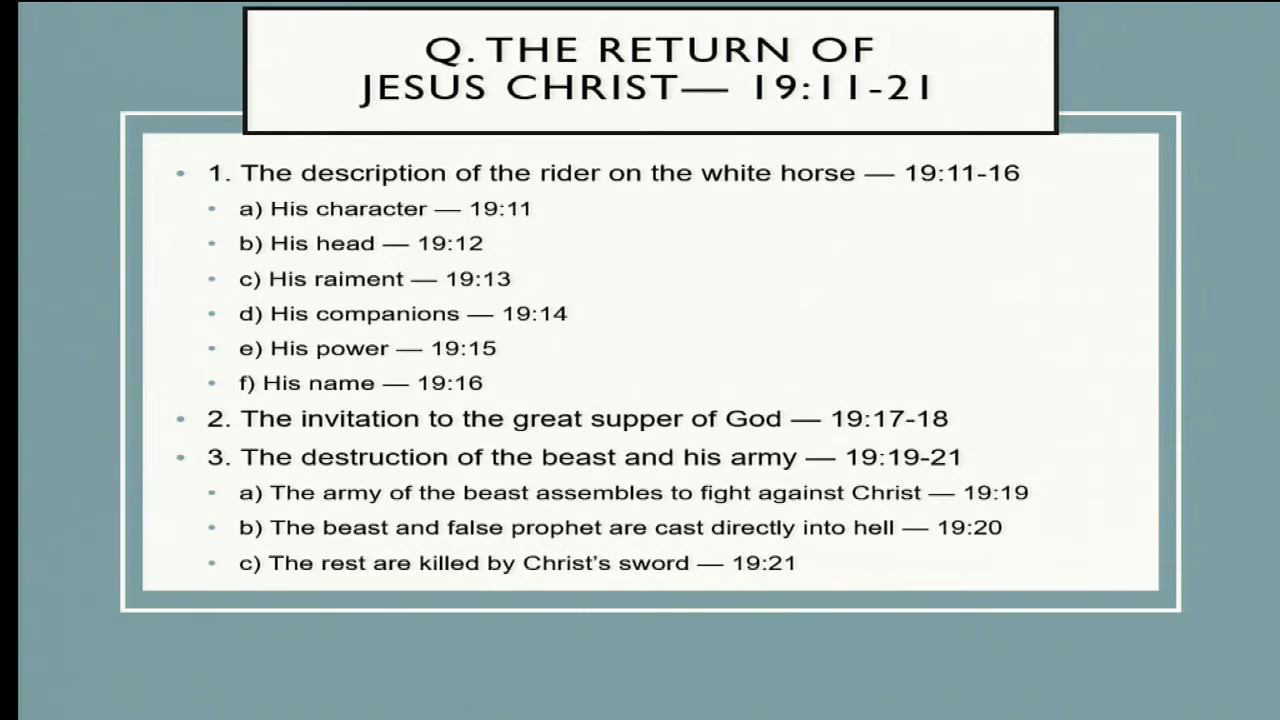 Q. THE RETURN OF
JESUS CHRIST— 19:11-21
• 1. The description of the rider on the white horse — 19:11-16
• a) His character — 19:11
• b) His head — 19:12
• c) His raiment — 19:13
• d) His companions — 19:14
• e) His power — 19:15
• f) His name — 19:16
• 2. The invitation to the great supper of God — 19:17-18
• 3. The destruction of the beast and his army — 19:19-21
• a) The army of the beast assembles to fight against Christ — 19:19
• b) The beast and false prophet are cast directly into hell — 19:20
• c) The rest are killed by Christ’s sword — 19:21